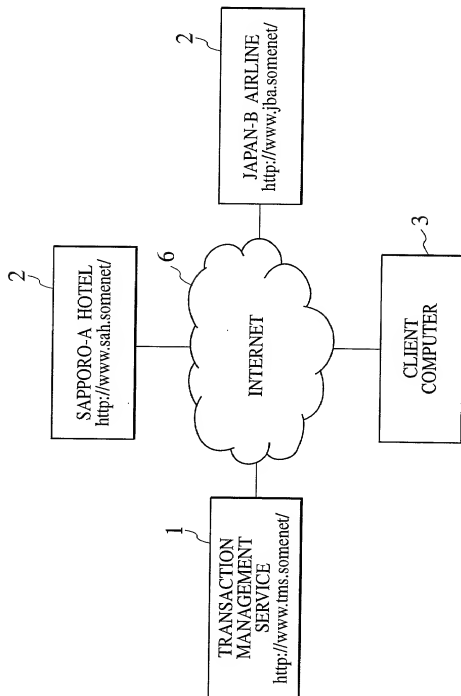 2
SAPPORO-A HOTEL
http://www.sah.somenet/
1
TRANSACTION
MANAGEMENT
SERVICE
http://www.tms.somenet/
6
INTERNET
2
JAPAN-B AIRLINE
http://www.jba.somenet/
3
CLIENT
COMPUTER